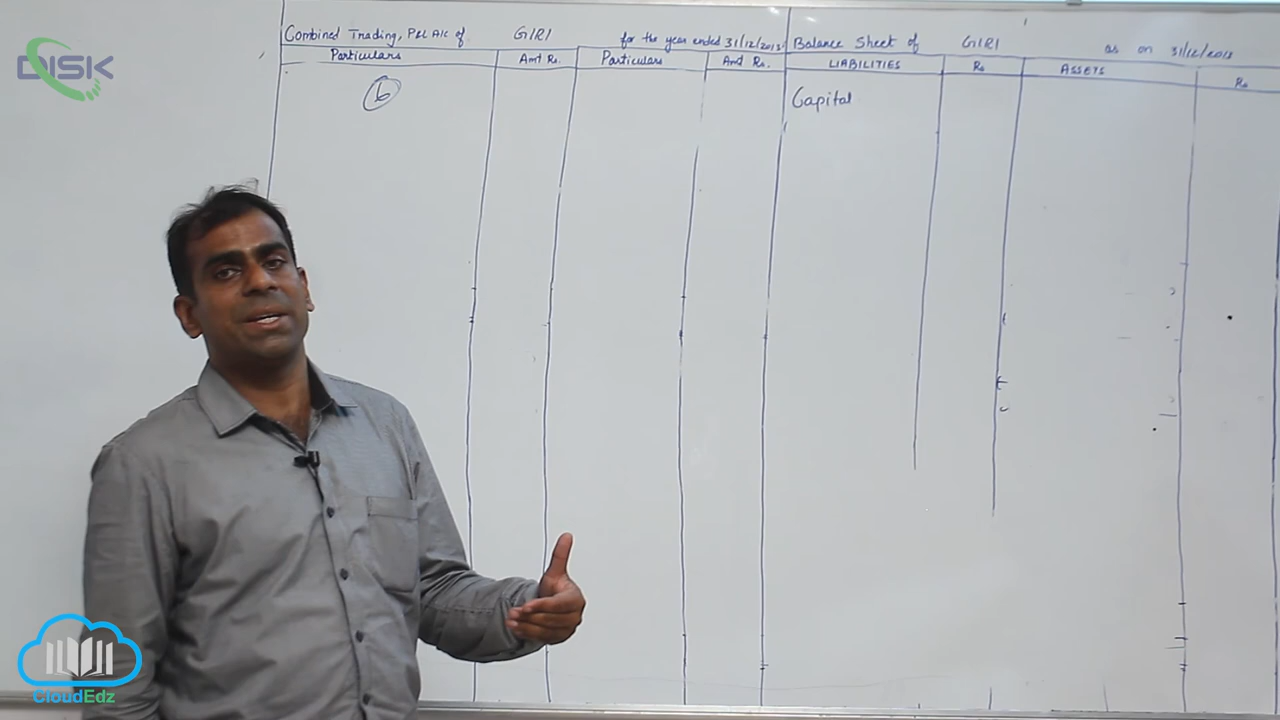 DISK
Combined Trading, P&L A/c of GIRI for the year ended 31/12/2013
Particulars Amt Rs. Particulars Amt Rs.
6
Balance Sheet of GIRI as on 31/12/2013
LIABILITIES Rs ASSETS Rs
Capital
CloudEdz